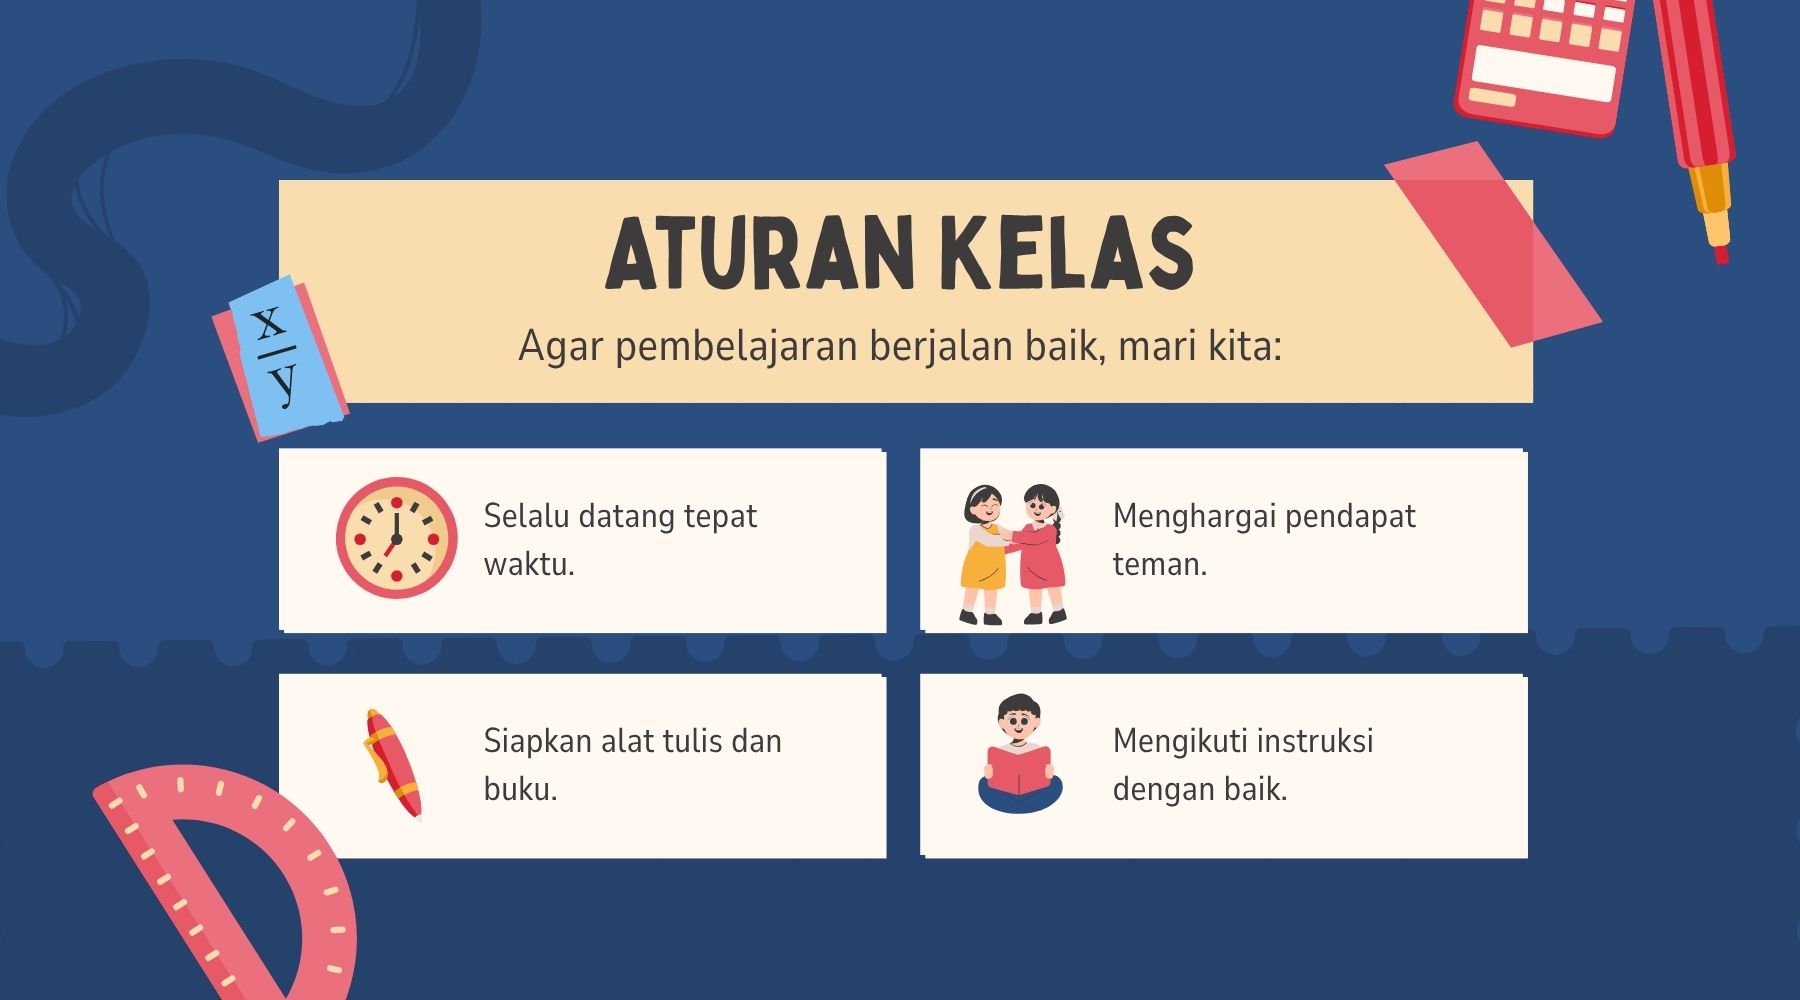 ATURAN KELAS
Agar pembelajaran berjalan baik, mari kita:
x
y
Selalu datang tepat
waktu.
Menghargai pendapat
teman.
Siapkan alat tulis dan
buku.
Mengikuti instruksi
dengan baik.